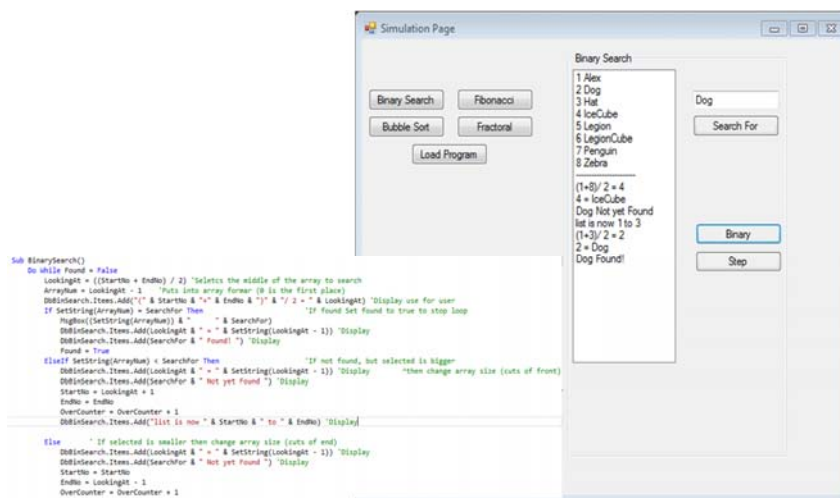 Simulation Page
Binary Search
Fibonacci
Bubble Sort
Fractoral
Load Program
Binary Search
1 Alex
2 Dog
3 Hat
4 IceCube
5 Legion
6 LegionCube
7 Penguin
8 Zebra
--------------------
(1+8)/ 2 = 4
4 = IceCube
Dog Not yet Found
list is now 1 to 3
(1+3)/ 2 = 2
2 = Dog
Dog Found!
Dog
Search For
Binary
Step
Sub BinarySearch()
Do While Found = False
LookingAt = ((StartNo + EndNo) / 2) 'Seletcs the middle of the array to search
ArrayNum = LookingAt - 1 'Puts into array formar (0 is the first place)
DbBinSearch.Items.Add("(" & StartNo & "+" & EndNo & ")" & "/ 2 = " & LookingAt) 'Display use for user
If SetString(ArrayNum) = SearchFor Then 'If found Set found to true to stop loop
MsgBox((SetString(ArrayNum)) & " " & SearchFor)
DbBinSearch.Items.Add(LookingAt & " = " & SetString(LookingAt - 1)) 'Display
DbBinSearch.Items.Add(SearchFor & " Found! ") 'Display
Found = True
ElseIf SetString(ArrayNum) < SearchFor Then 'If not found, but selected is bigger
DbBinSearch.Items.Add(LookingAt & " = " & SetString(LookingAt - 1)) 'Display ^then change array size (cuts of front)
DbBinSearch.Items.Add(SearchFor & " Not yet Found ") 'Display
StartNo = LookingAt + 1
EndNo = EndNo
OverCounter = OverCounter + 1
DbBinSearch.Items.Add("list is now " & StartNo & " to " & EndNo) 'Display
Else ' If selected is smaller then change array size (cuts of end)
DbBinSearch.Items.Add(LookingAt & " = " & SetString(LookingAt - 1)) 'Display
DbBinSearch.Items.Add(SearchFor & " Not yet Found ") 'Display
StartNo = StartNo
EndNo = LookingAt - 1
OverCounter = OverCounter + 1